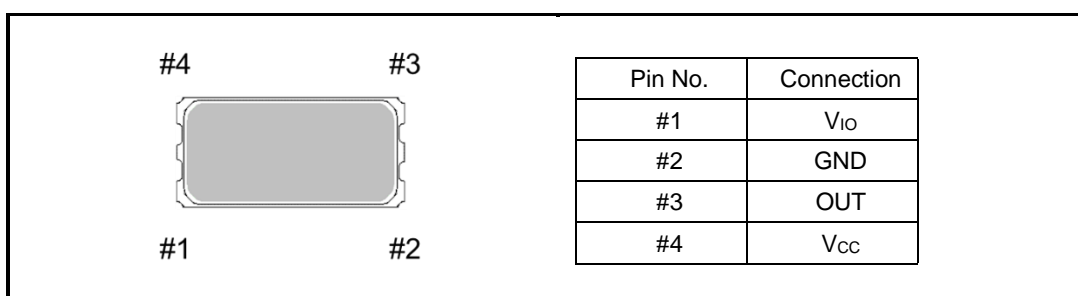 #4 #3
#1 #2
Pin No. Connection
#1 VIO
#2 GND
#3 OUT
#4 VCC